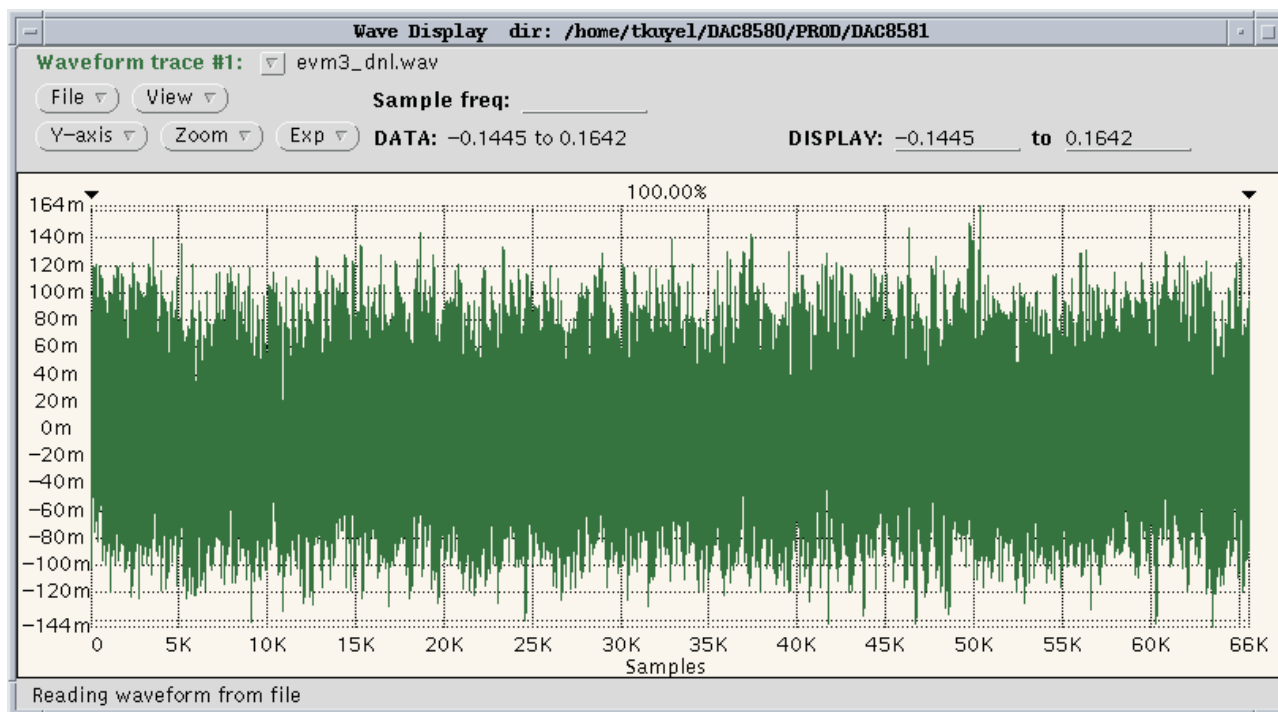 Wave Display dir: /home/tkuyel/DAC8580/PROD/DAC8581
Waveform trace #1: evm3_dnl.wav
File View Sample freq:
Y-axis Zoom Exp DATA: -0.1445 to 0.1642 DISPLAY: -0.1445 to 0.1642
100.00%
164m
140m
120m
100m
80m
60m
40m
20m
0m
-20m
-40m
-60m
-80m
-100m
-120m
-144m
0 5K 10K 15K 20K 25K 30K 35K 40K 45K 50K 55K 60K 66K
Samples
Reading waveform from file